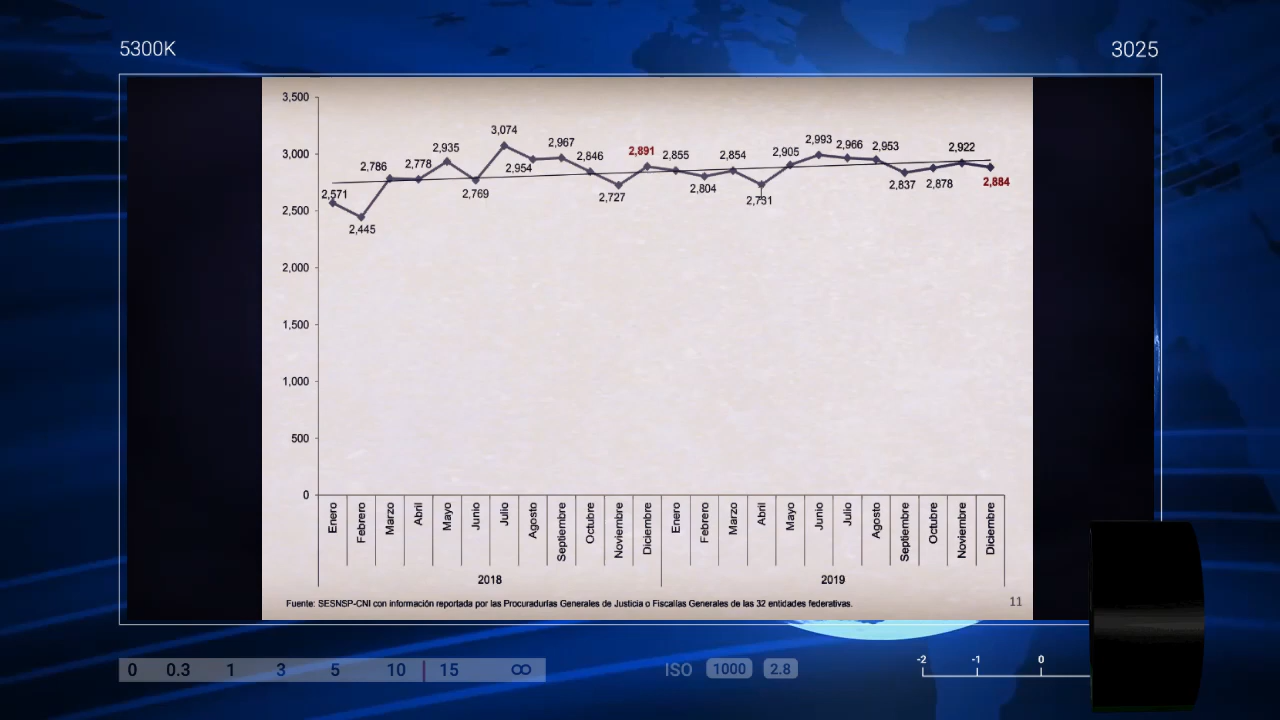 5300K
3025
3,500
3,000
2,500
2,000
1,500
1,000
500
0
2,571
2,445
2,786
2,778
2,935
2,769
3,074
2,954
2,967
2,846
2,727
2,891
2,855
2,804
2,854
2,731
2,905
2,993
2,966
2,953
2,837
2,878
2,922
2,884
Enero
Febrero
Marzo
Abril
Mayo
Junio
Julio
Agosto
Septiembre
Octubre
Noviembre
Diciembre
Enero
Febrero
Marzo
Abril
Mayo
Junio
Julio
Agosto
Septiembre
Octubre
Noviembre
Diciembre
2018
2019
Fuente: SESNSP-CNI con información reportada por las Procuradurías Generales de Justicia o Fiscalías Generales de las 32 entidades federativas.
11
0 0.3 1 3 5 10 15 ∞
ISO 1000 2.8
-2 -1 0